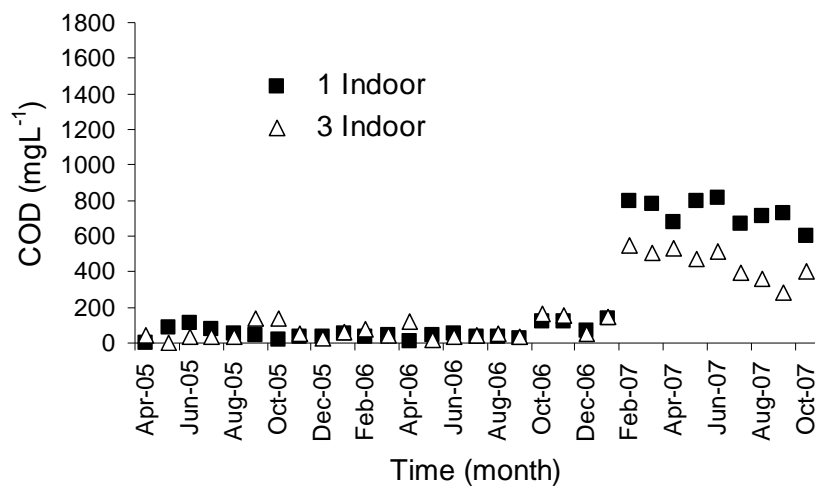 1800
1600
1400
1200
1000
800
600
400
200
0
COD (mgL⁻¹)
1 Indoor
3 Indoor
Apr-05
Jun-05
Aug-05
Oct-05
Dec-05
Feb-06
Apr-06
Jun-06
Aug-06
Oct-06
Dec-06
Feb-07
Apr-07
Jun-07
Aug-07
Oct-07
Time (month)